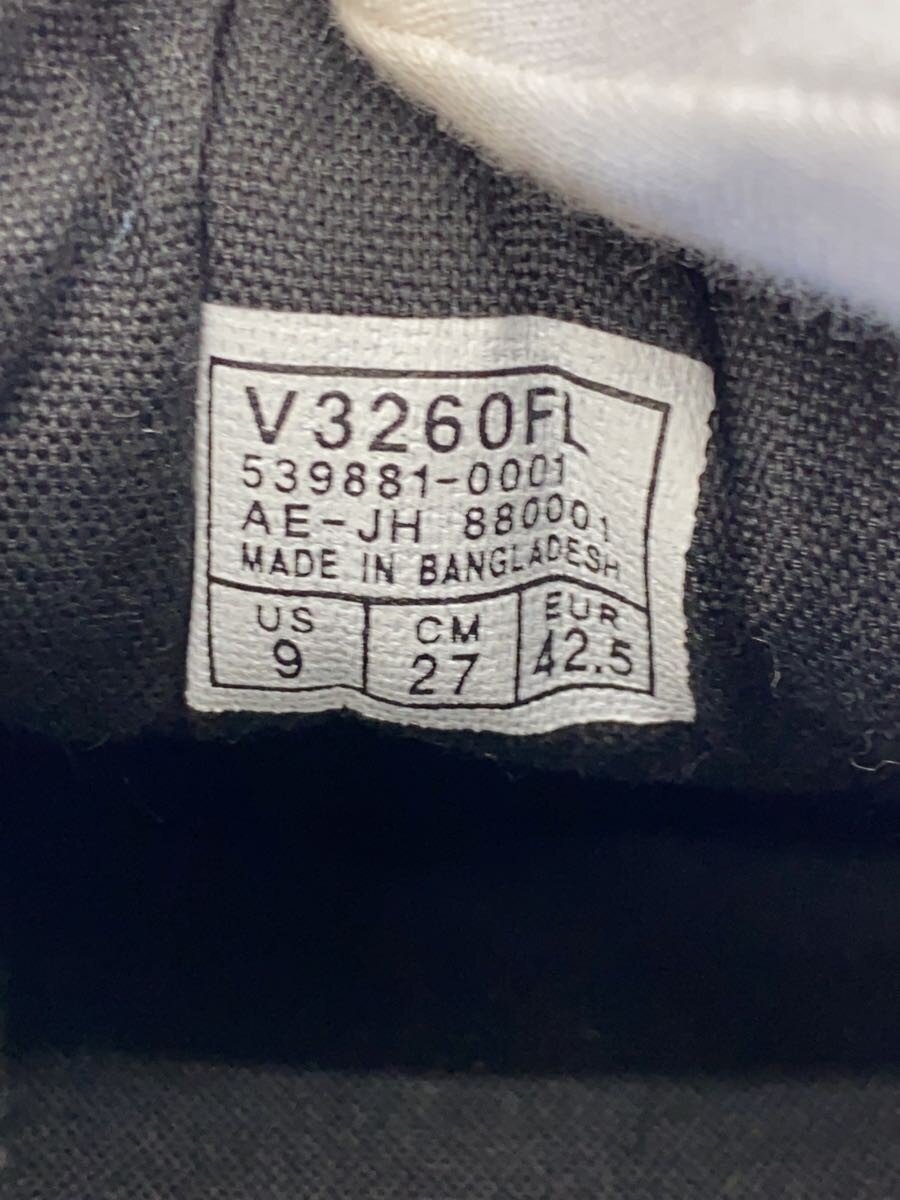 V3260FL
539881-0001
AE-JH 880001
MADE IN BANGLADESH
US CM EUR
9 27 42.5